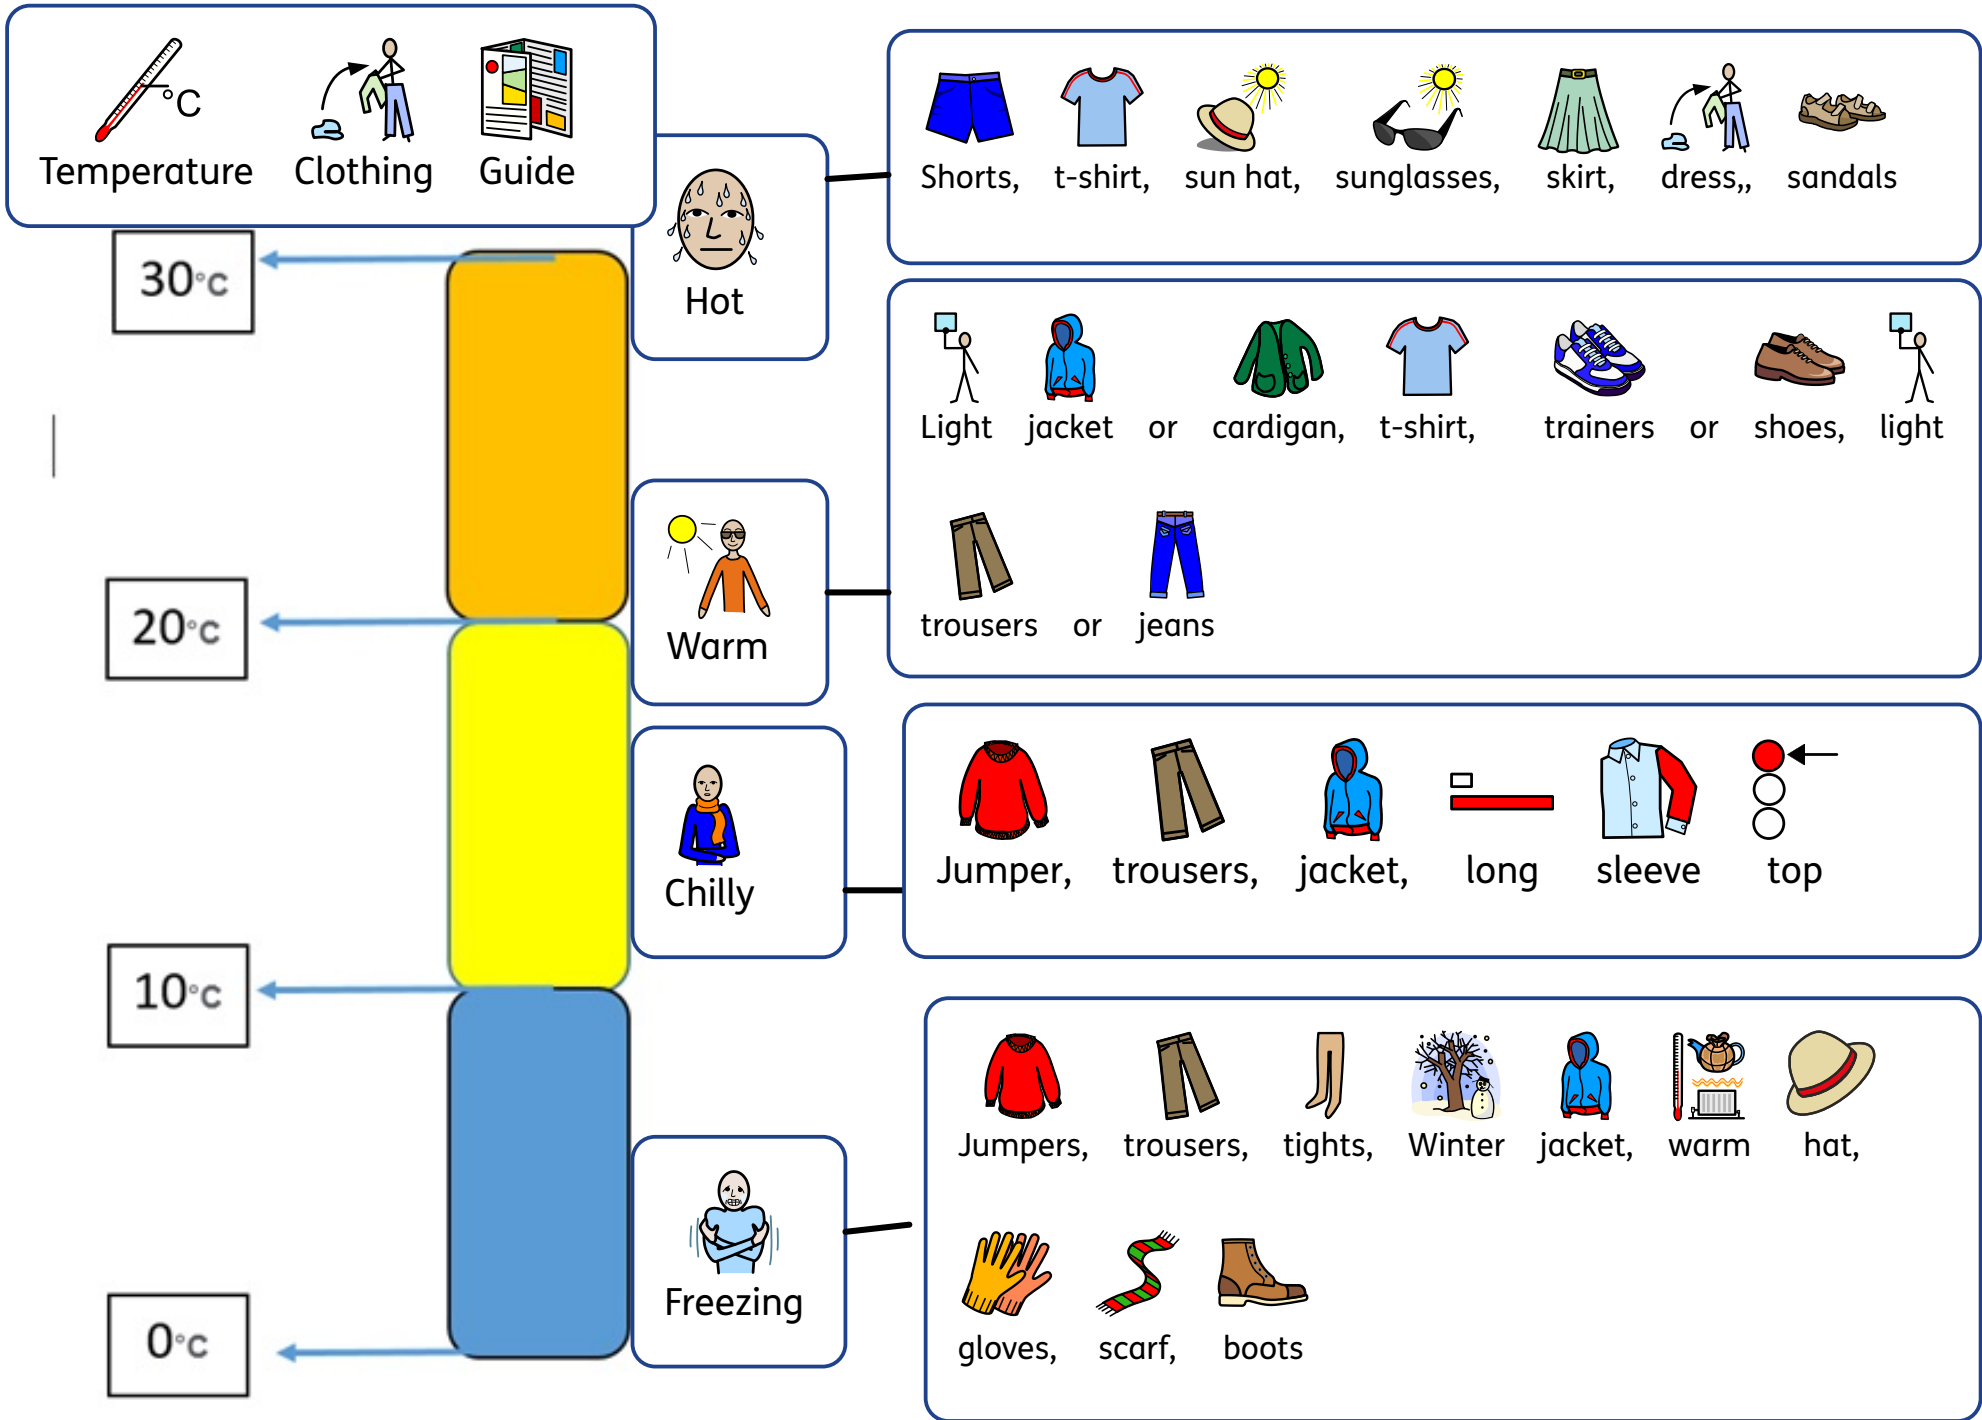 °C
Temperature Clothing Guide
Shorts, t-shirt, sun hat, sunglasses, skirt, dress,, sandals
30°C
Hot
Light jacket or cardigan, t-shirt, trainers or shoes, light
trousers or jeans
20°C
Warm
Jumper, trousers, jacket, long sleeve top
Chilly
10°C
Jumpers, trousers, tights, Winter jacket, warm hat,
gloves, scarf, boots
Freezing
0°C